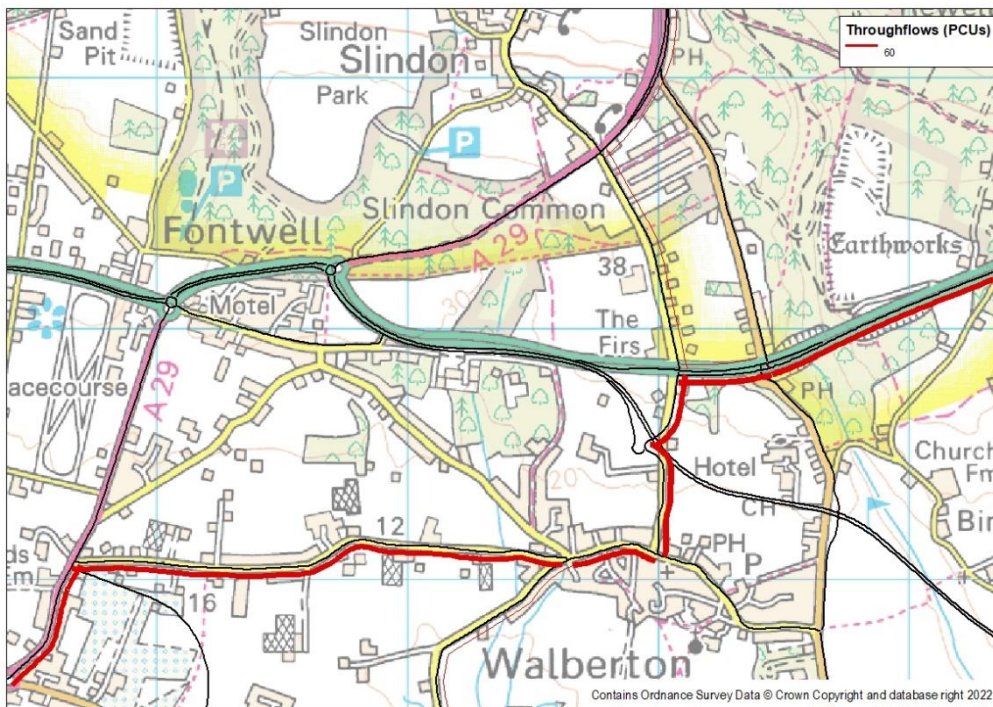 Sand
Pit
Slindon
Slindon
Park
PH
Throughflows (PCUs)
60
P
P
Fontwell
Slindon Common
A 29
Earthworks
Motel
30
38
The
Firs
acecourse
A 29
PH
20
Hotel
Church
Fm
CH
Bin
12
PH
P
16
Walberton
Contains Ordnance Survey Data © Crown Copyright and database right 2022